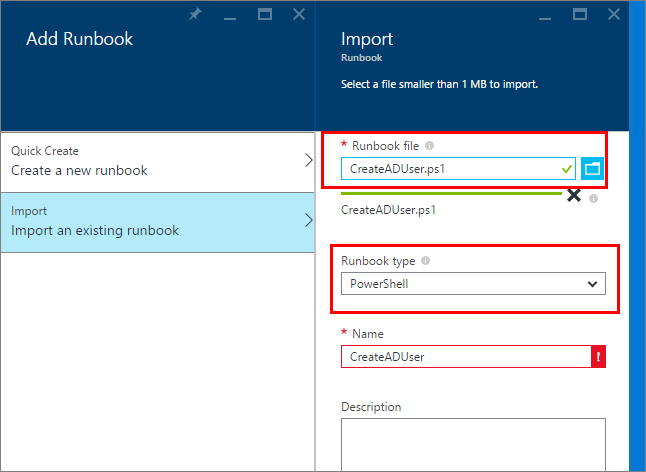 Add Runbook
Quick Create
Create a new runbook
Import
Import an existing runbook
Import
Runbook
Select a file smaller than 1 MB to import.
* Runbook file
CreateADUser.ps1
CreateADUser.ps1
Runbook type
PowerShell
* Name
CreateADUser
Description